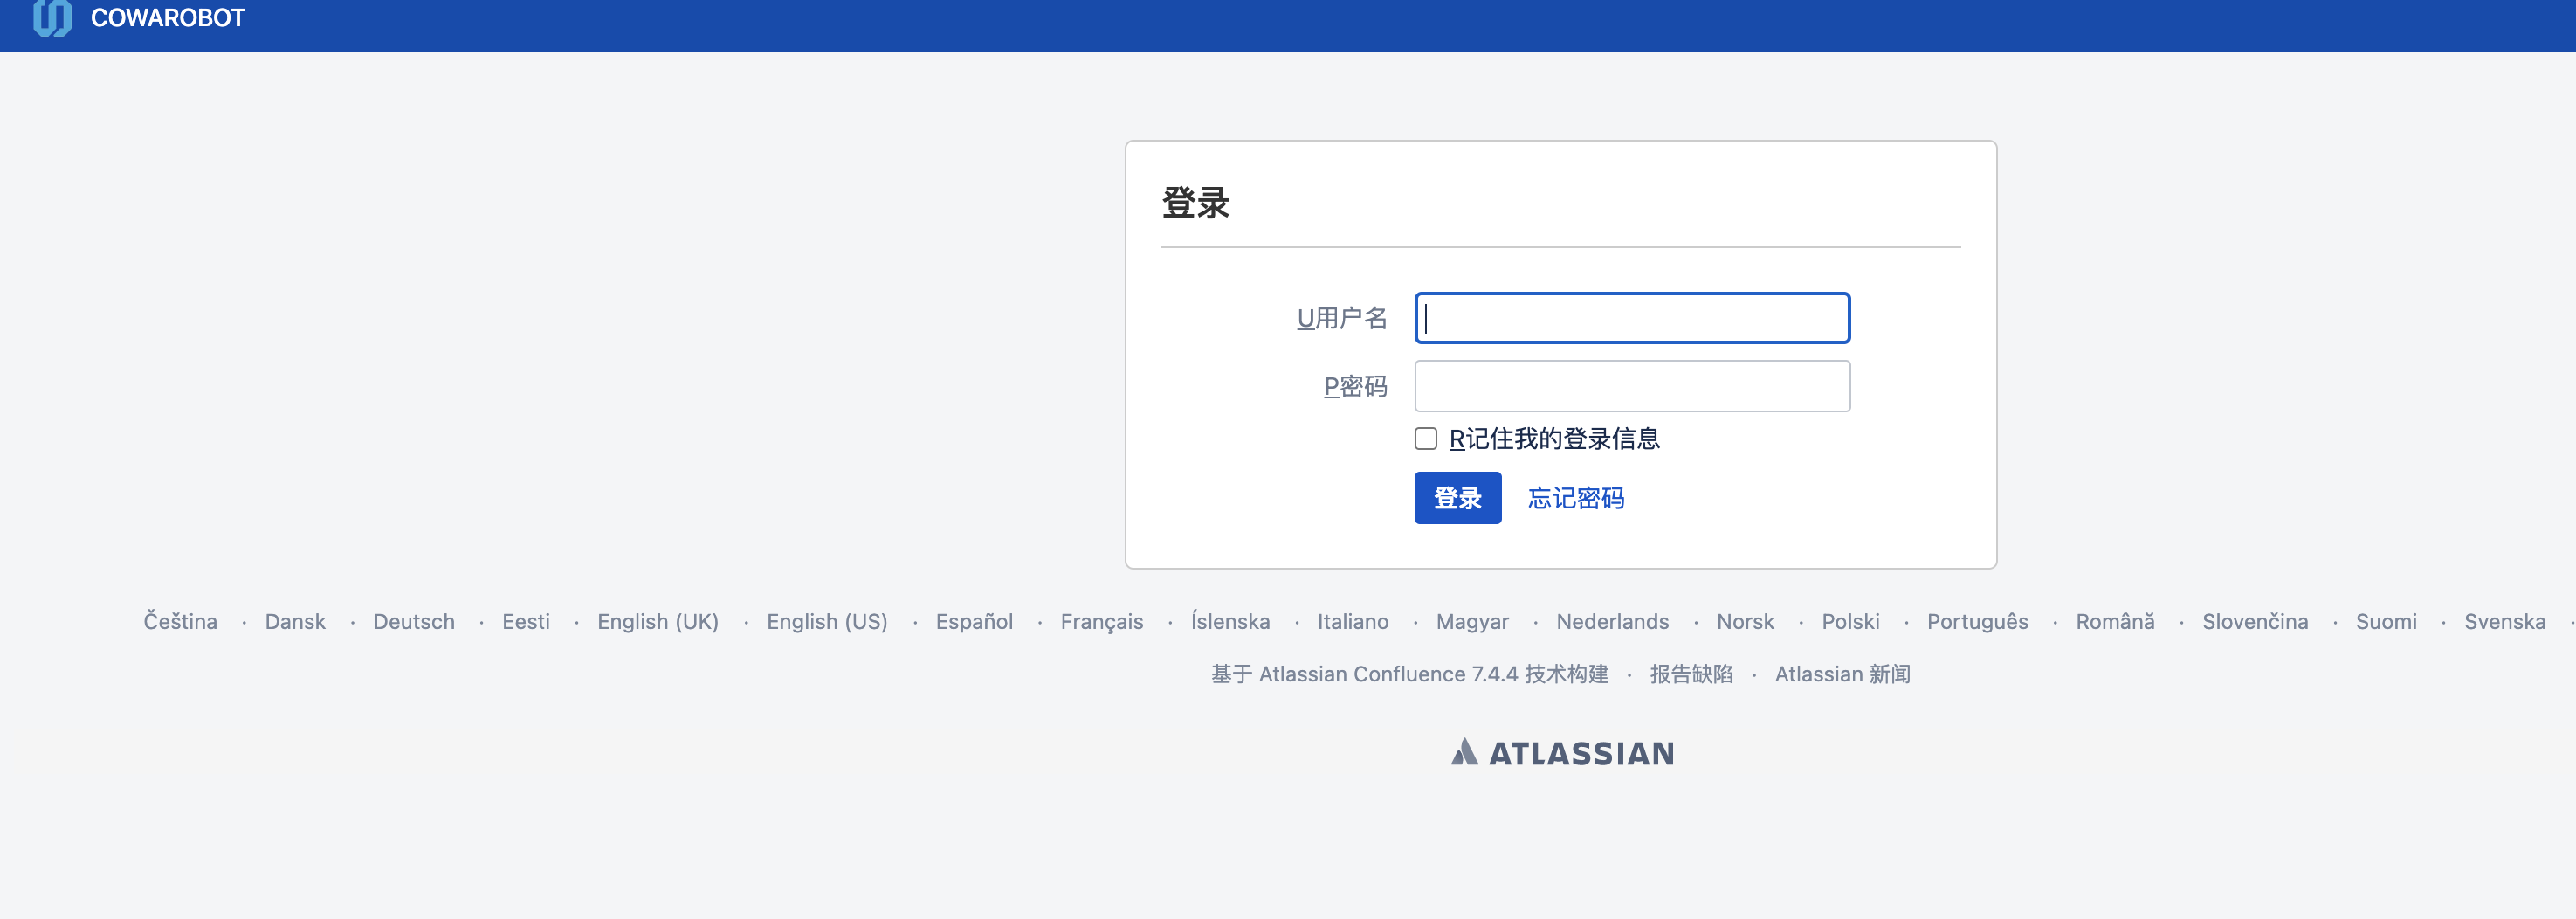 COWAROBOT
登录
U用户名
P密码
R记住我的登录信息
登录 忘记密码
Čeština · Dansk · Deutsch · Eesti · English (UK) · English (US) · Español · Français · Íslenska · Italiano · Magyar · Nederlands · Norsk · Polski · Português · Română · Slovenčina · Suomi · Svenska ·
基于 Atlassian Confluence 7.4.4 技术构建 · 报告缺陷 · Atlassian 新闻
ATLASSIAN